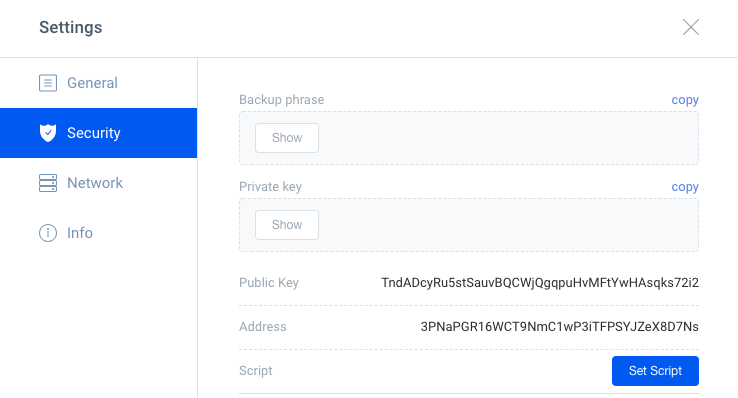 Settings
General
Security
Network
Info
Backup phrase copy
Show
Private key copy
Show
Public Key TndADcyRu5stSauvBQCWjQgqpuHvMFtYwHAsqks72i2
Address 3PNaPGR16WCT9NmC1wP3iTFPSYJZeX8D7Ns
Script Set Script